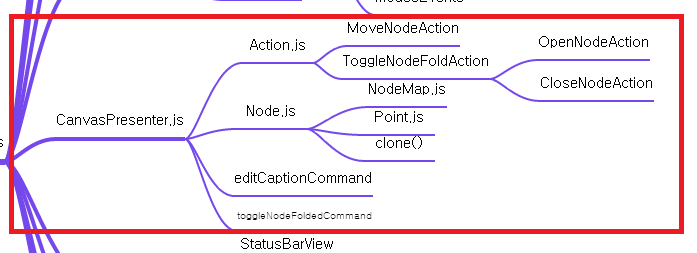 Action.js
MoveNodeAction
ToggleNodeFoldAction
OpenNodeAction
CloseNodeAction
CanvasPresenter.js
Node.js
NodeMap.js
Point.js
clone()
editCaptionCommand
toggleNodeFoldedCommand
StatusBarView